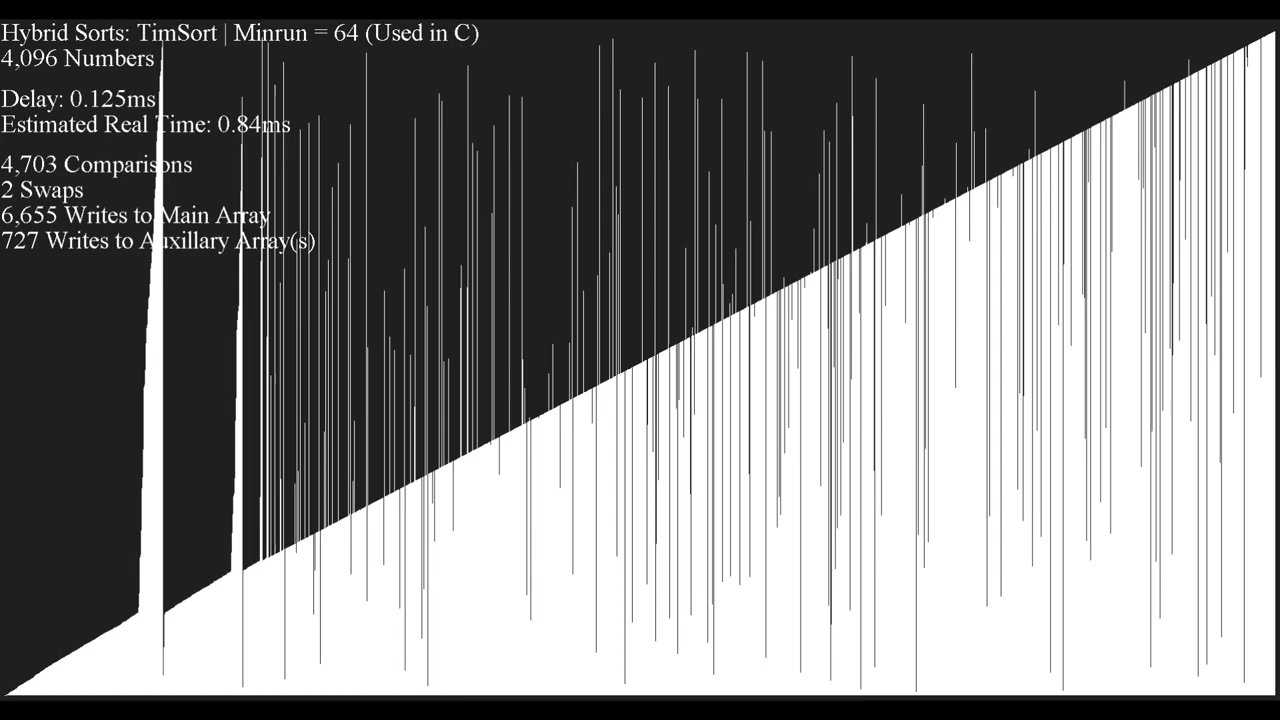 Hybrid Sorts: TimSort | Minrun = 64 (Used in C)
4,096 Numbers
Delay: 0.125ms
Estimated Real Time: 0.84ms
4,703 Comparisons
2 Swaps
6,655 Writes to Main Array
727 Writes to Auxillary Array(s)